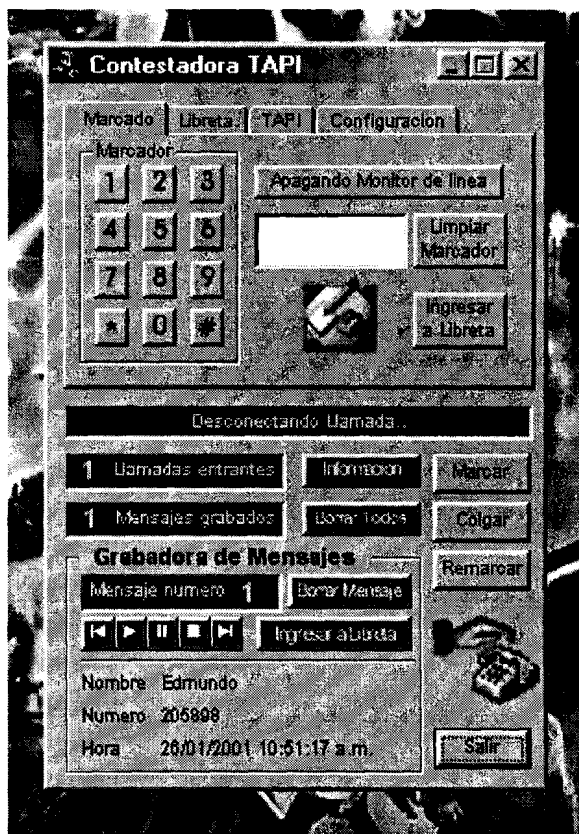 Contestadora TAPI
Marcado Libreta TAPI Configuración
Marcador
1 2 3
Apagando Monitor de linea
4 5 6
Limpiar
Marcador
7 8 9
* 0 #
Ingresar
a Libreta
Desconectando Llamada..
1 Llamadas entrantes Informacion Marcar
1 Mensajes grabados Borrar Todos Colgar
Grabadora de Mensajes
Remarcar
Mensaje numero 1 Borrar Mensaje
Ingresar a Libreta
Nombre Edmundo
Numero 205898
Hora 26/01/2001 10:51:17 a.m.
Salir